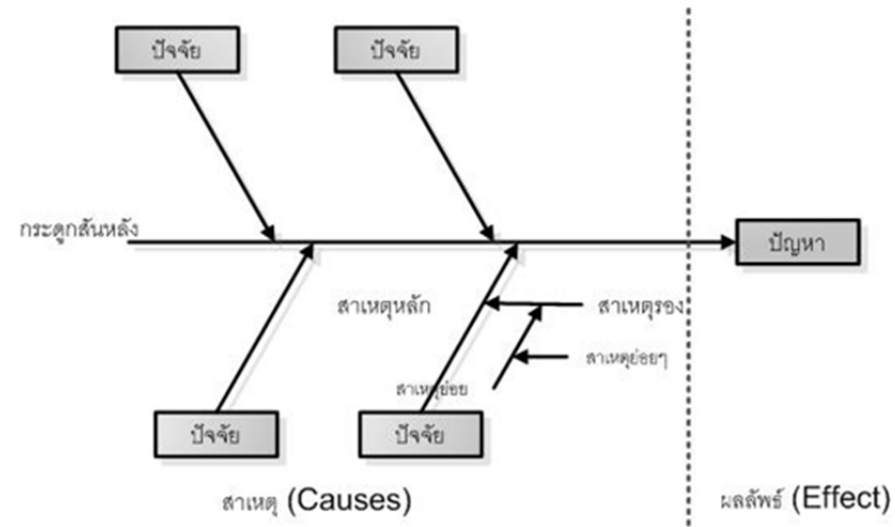 ปัจจัย
ปัจจัย
กระดูกสันหลัง
ปัญหา
สาเหตุหลัก
สาเหตุรอง
สาเหตุย่อยๆ
สาเหตุย่อย
ปัจจัย
ปัจจัย
สาเหตุ (Causes)
ผลลัพธ์ (Effect)